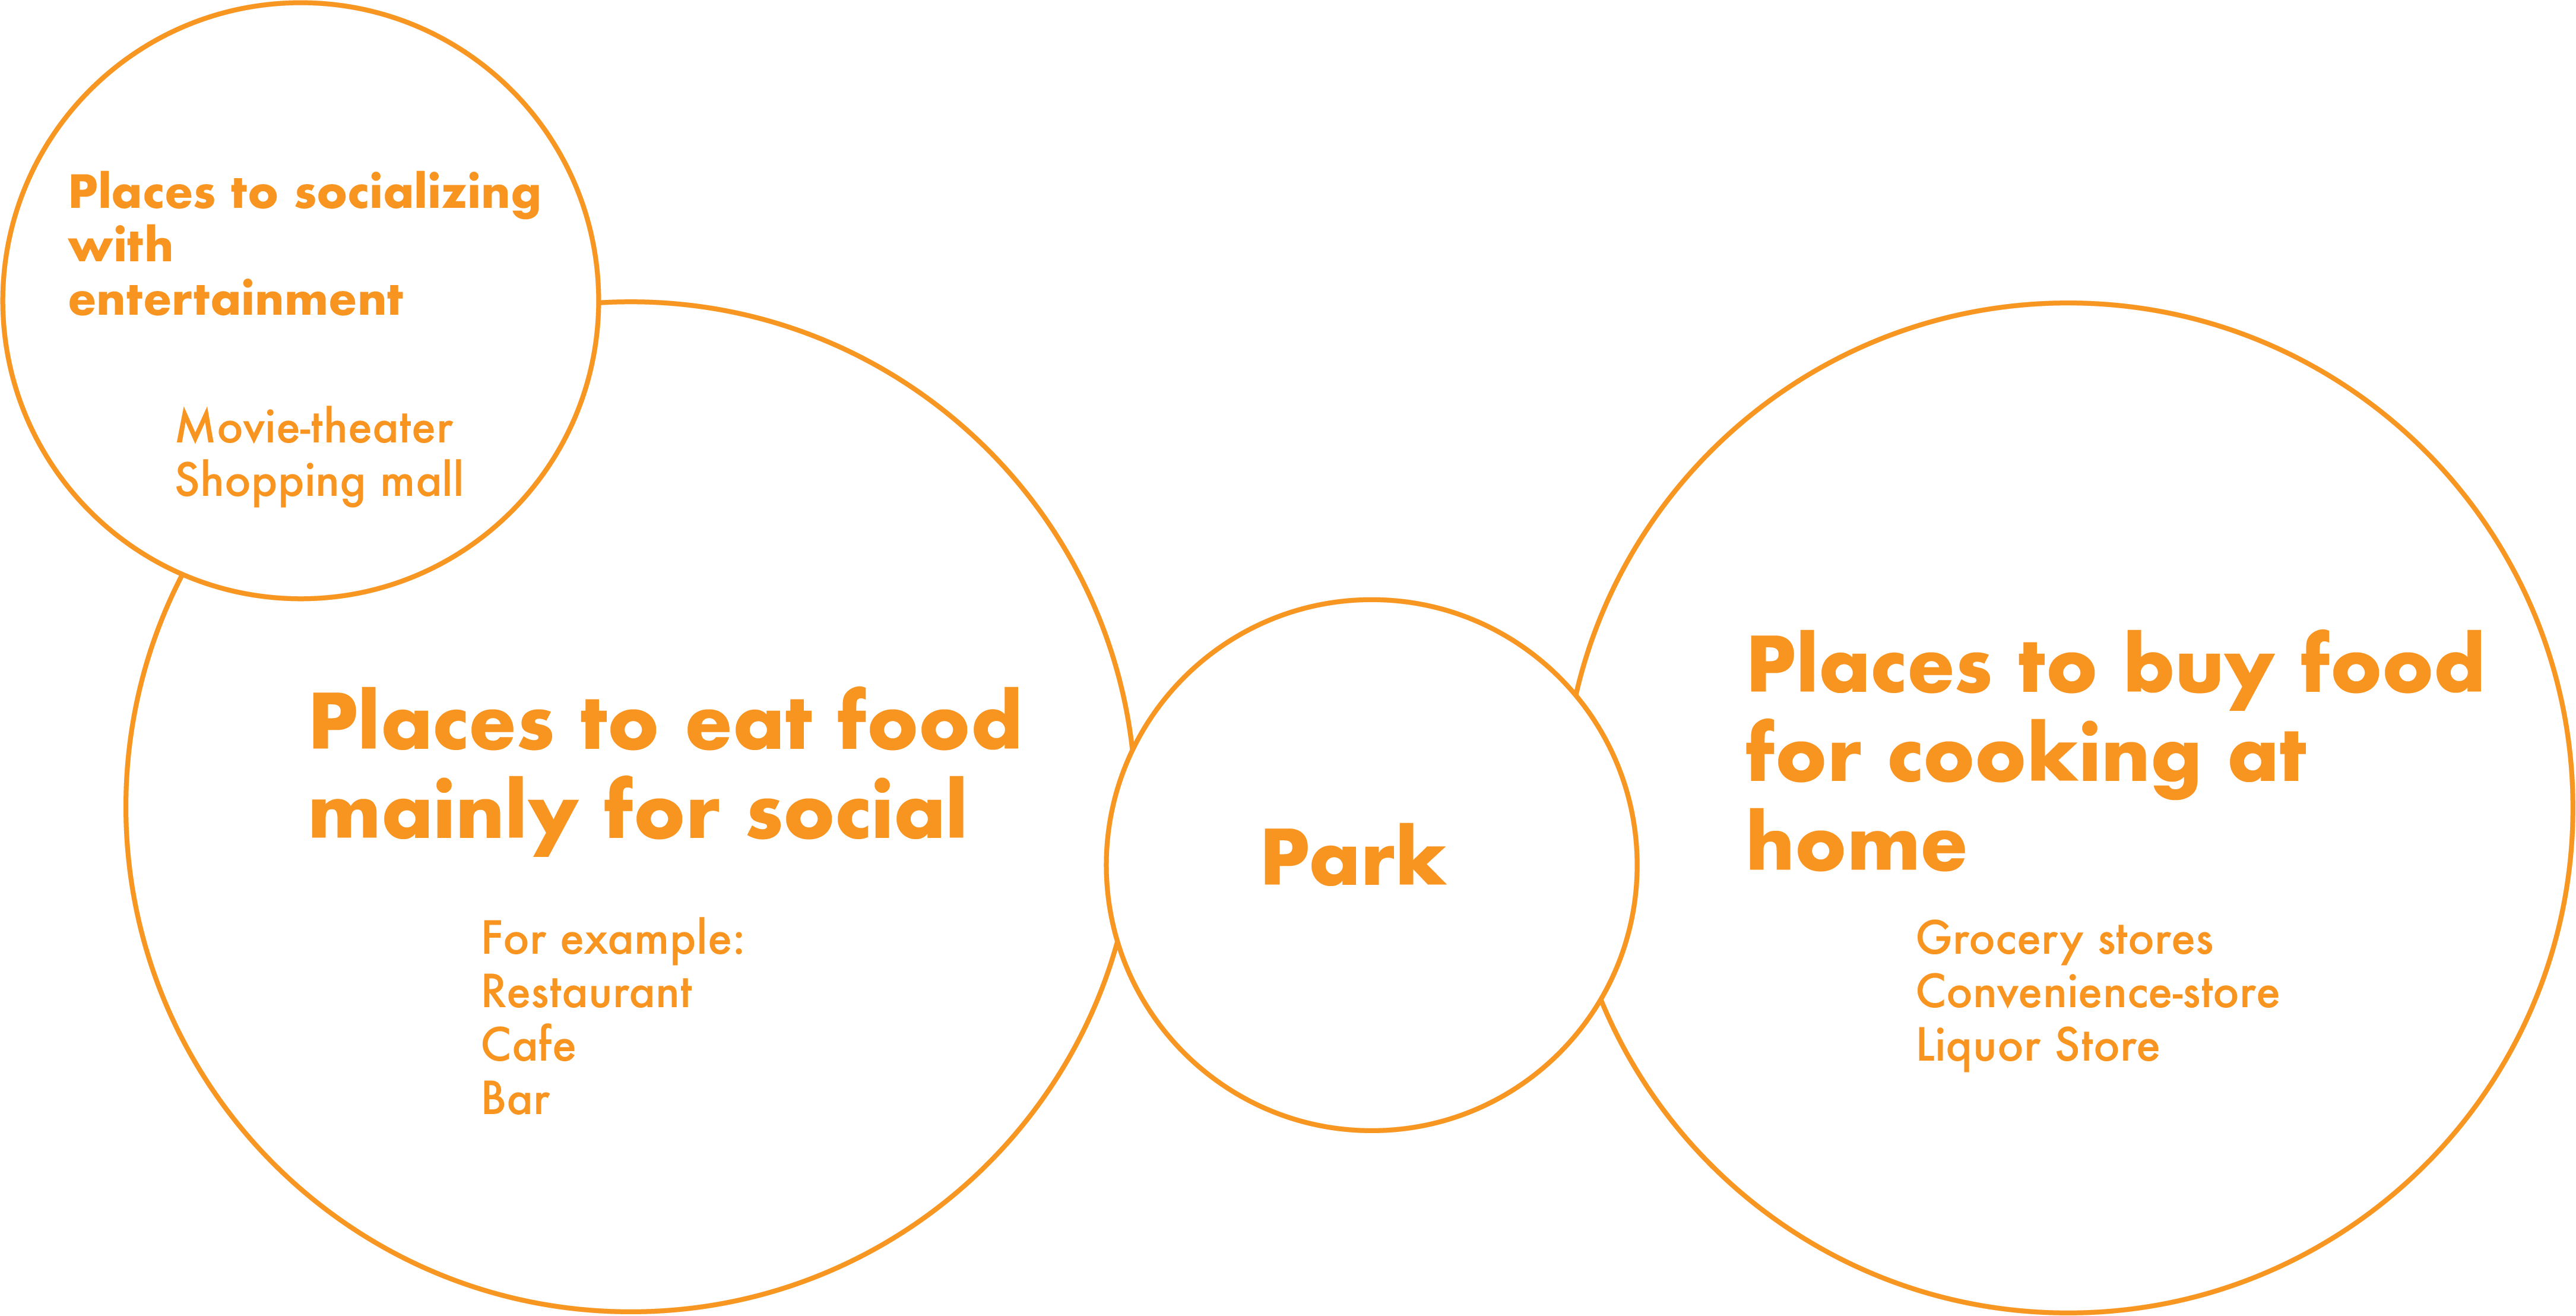 Places to socializing
with
entertainment
Movie-theater
Shopping mall
Places to eat food
mainly for social
For example:
Restaurant
Cafe
Bar
Park
Places to buy food
for cooking at
home
Grocery stores
Convenience-store
Liquor Store